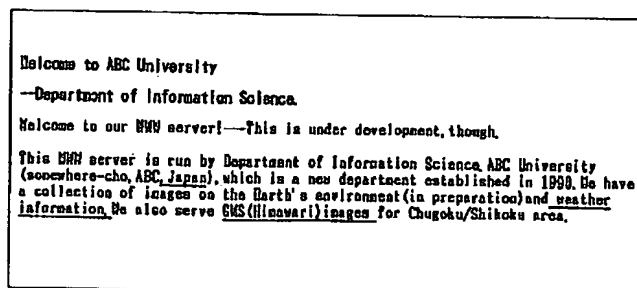 Welcome to ABC University
—Department of Information Science.
Welcome to our WWW server!—This is under development, though.
This WWW server is run by Department of Information Science, ABC University
(somewhere-cho, ABC, Japan), which is a new department established in 1990. We have
a collection of images on the Earth's environment(in preparation)and weather
information. We also serve GMS(Himawari)images for Chugoku/Shikoku area.